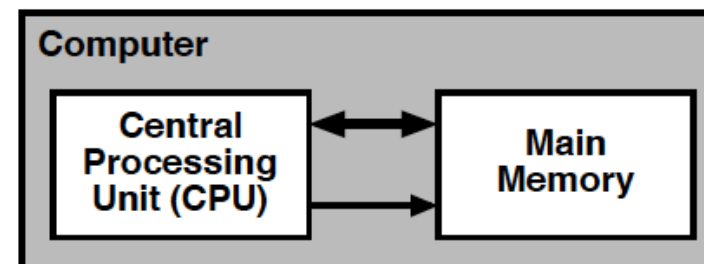 Computer
Central
Processing
Unit (CPU)
Main
Memory